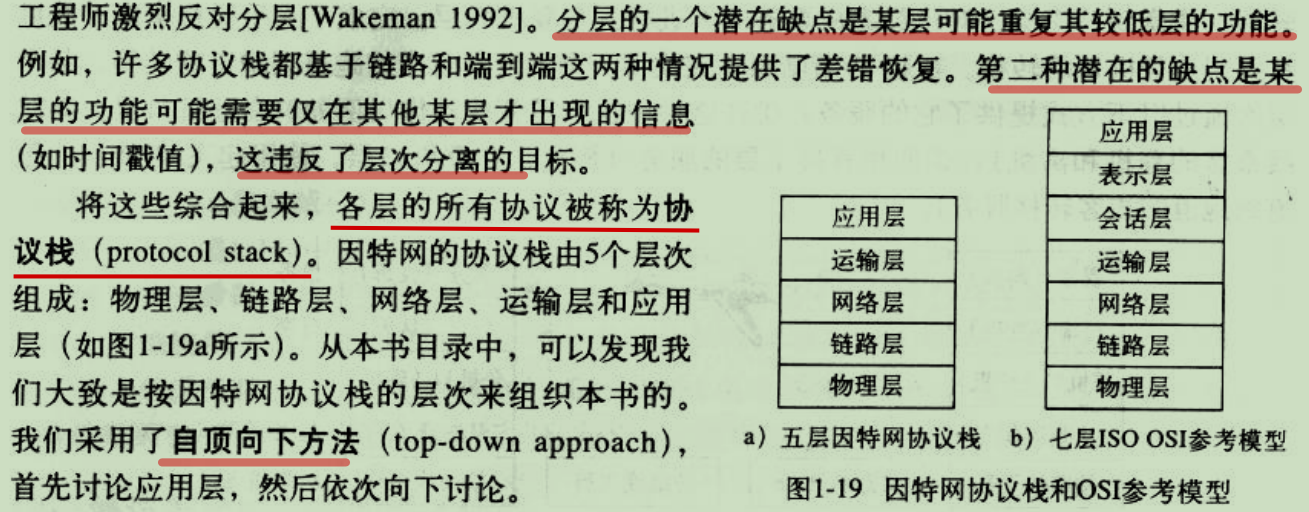 工程师激烈反对分层[Wakeman 1992]。分层的一个潜在缺点是某层可能重复其较低层的功能。
例如，许多协议栈都基于链路和端到端这两种情况提供了差错恢复。第二种潜在的缺点是某
层的功能可能需要仅在其他某层才出现的信息
（如时间戳值），这违反了层次分离的目标。
将这些综合起来，各层的所有协议被称为协
议栈（protocol stack）。因特网的协议栈由5个层次
组成：物理层、链路层、网络层、运输层和应用
层（如图1-19a所示）。从本书目录中，可以发现我
们大致是按因特网协议栈的层次来组织本书的。
我们采用了自顶向下方法（top-down approach），
首先讨论应用层，然后依次向下讨论。
应用层
运输层
网络层
链路层
物理层
a）五层因特网协议栈
应用层
表示层
会话层
运输层
网络层
链路层
物理层
b）七层ISO OSI参考模型
图1-19 因特网协议栈和OSI参考模型